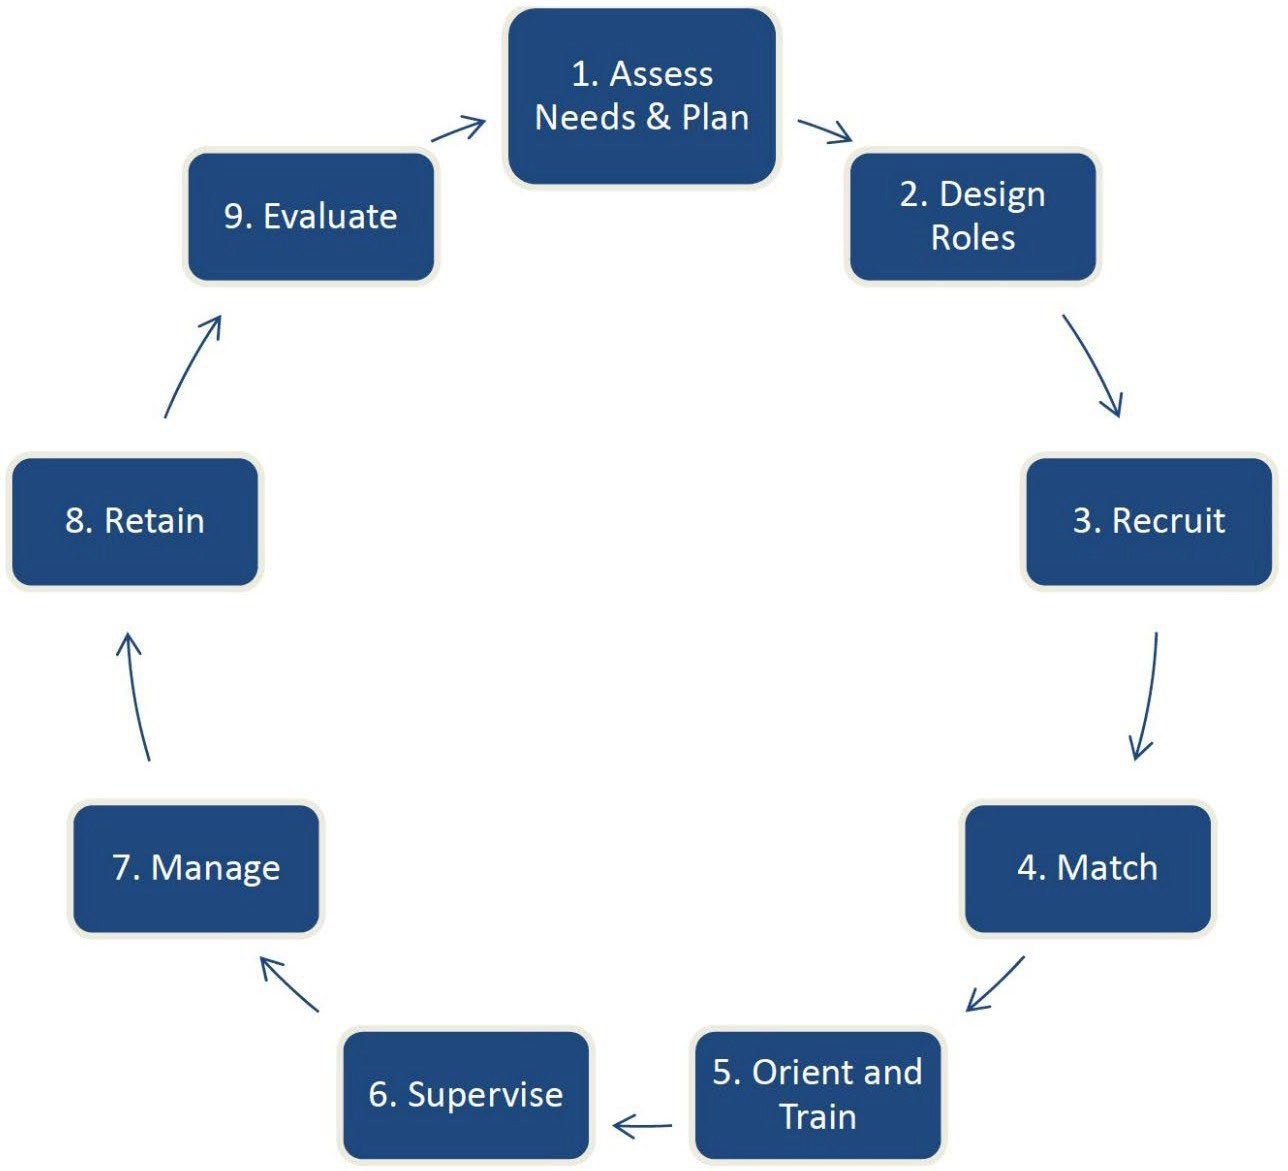 1. Assess
Needs & Plan
2. Design
Roles
3. Recruit
4. Match
5. Orient and
Train
6. Supervise
7. Manage
8. Retain
9. Evaluate